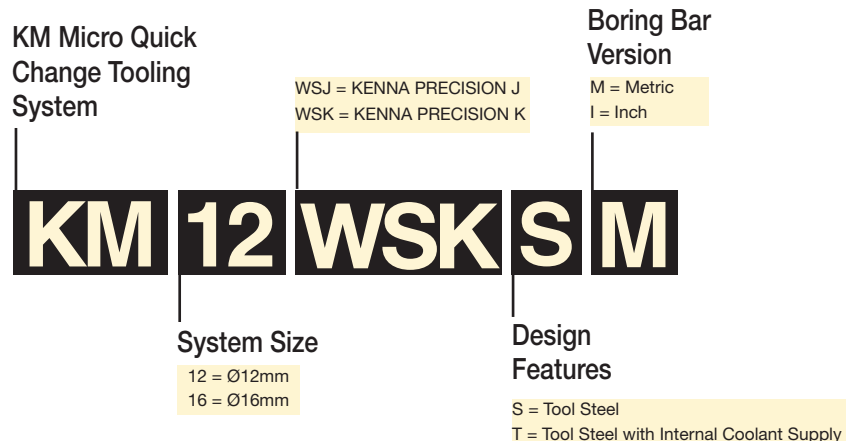 KM Micro Quick
Change Tooling
System
WSJ = KENNA PRECISION J
WSK = KENNA PRECISION K
Boring Bar
Version
M = Metric
I = Inch
KM 12 WSK S M
System Size
12 = Ø12mm
16 = Ø16mm
Design
Features
S = Tool Steel
T = Tool Steel with Internal Coolant Supply